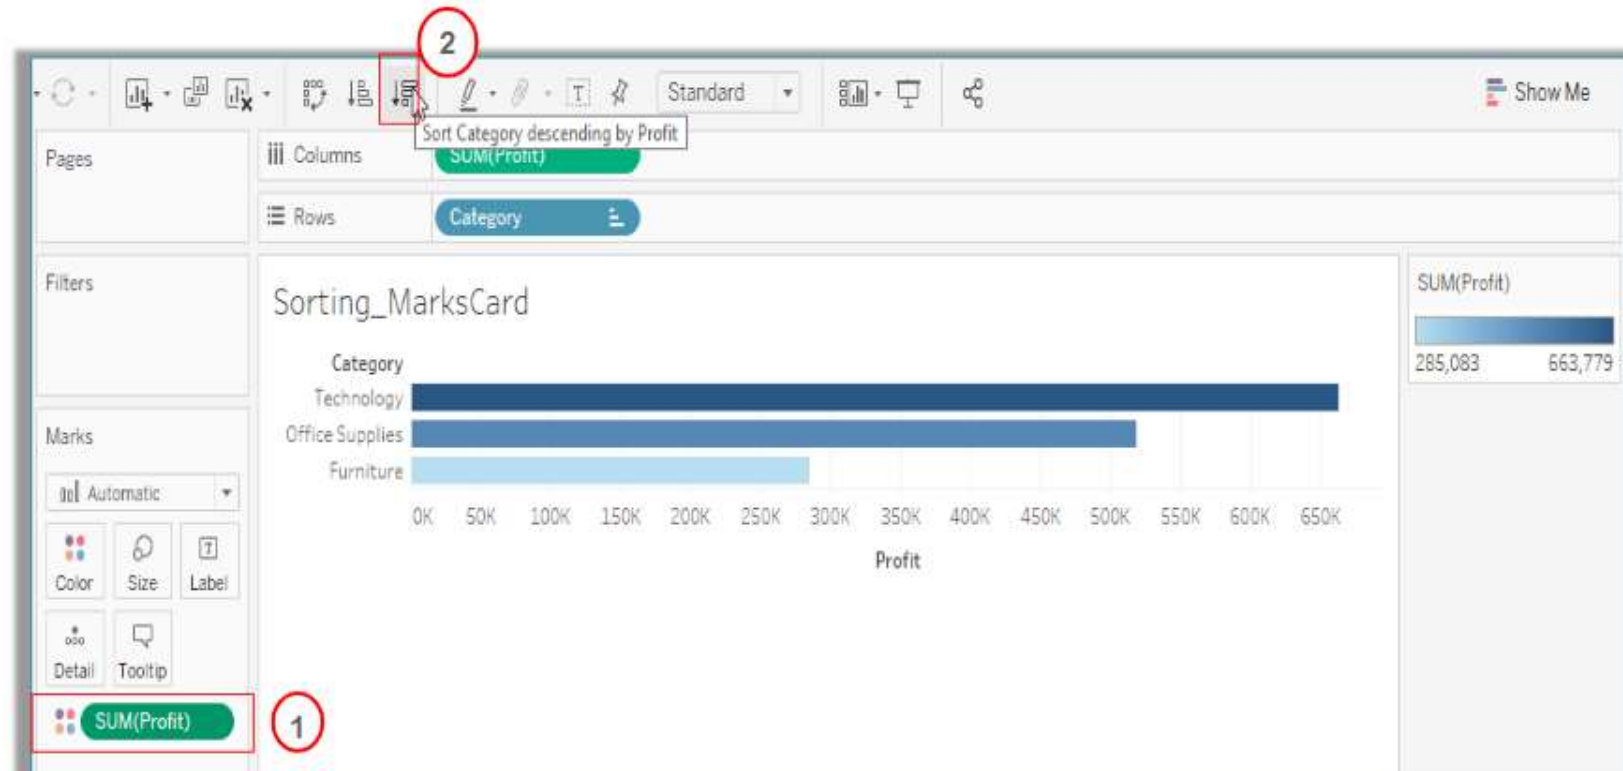 2
Standard
Show Me
Sort Category descending by Profit
Pages
Columns
SUM(Profit)
Rows
Category
Filters
Sorting_MarksCard
SUM(Profit)
285,083 663,779
Category
Technology
Office Supplies
Furniture
0K 50K 100K 150K 200K 250K 300K 350K 400K 450K 500K 550K 600K 650K
Profit
Marks
Automatic
Color Size Label
Detail Tooltip
SUM(Profit)
1